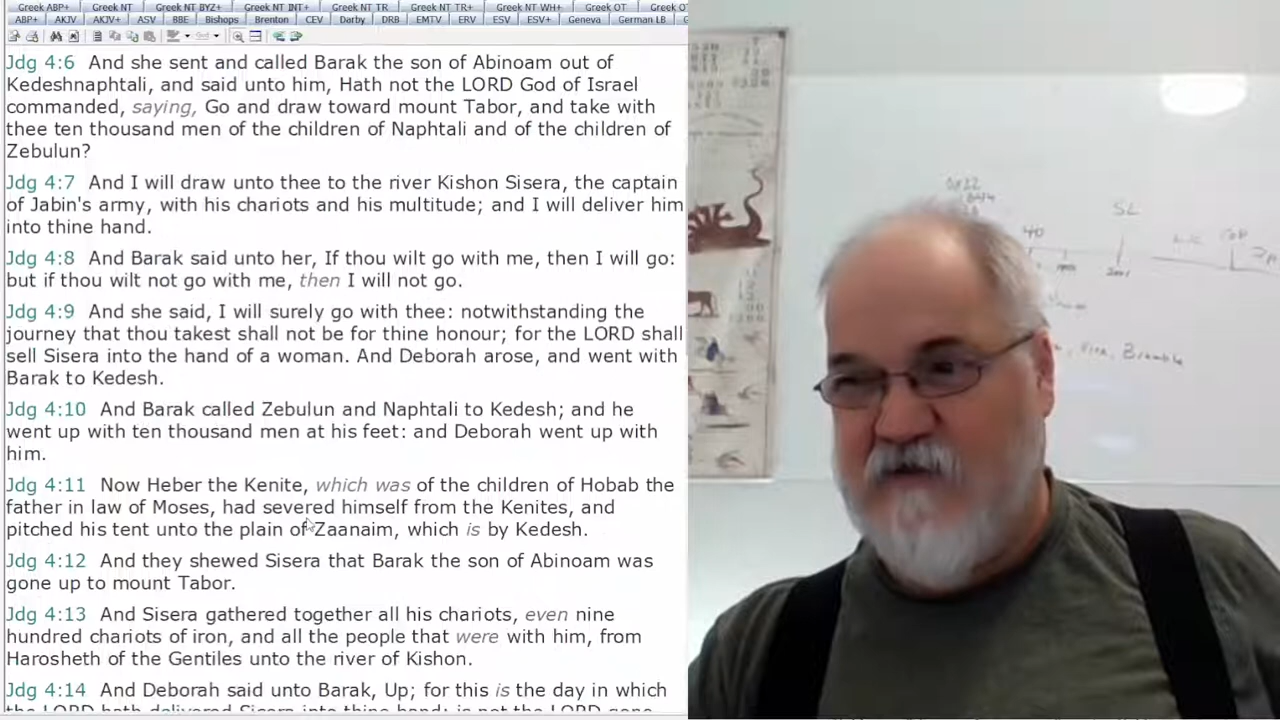 Greek ABP+ Greek NT Greek NT BYZ+ Greek NT INT+ Greek NT TR Greek NT TR+ Greek NT WH+ Greek OT Greek
ABP+ AKJV AKJV+ ASV BBE Bishops Brenton CEV Darby DRB EMTV ERV ESV ESV+ Geneva German LB
Jdg 4:6 And she sent and called Barak the son of Abinoam out of
Kedeshnaphtali, and said unto him, Hath not the LORD God of Israel
commanded, saying, Go and draw toward mount Tabor, and take with
thee ten thousand men of the children of Naphtali and of the children of
Zebulun?
Jdg 4:7 And I will draw unto thee to the river Kishon Sisera, the captain
of Jabin's army, with his chariots and his multitude; and I will deliver him
into thine hand.
Jdg 4:8 And Barak said unto her, If thou wilt go with me, then I will go:
but if thou wilt not go with me, then I will not go.
Jdg 4:9 And she said, I will surely go with thee: notwithstanding the
journey that thou takest shall not be for thine honour; for the LORD shall
sell Sisera into the hand of a woman. And Deborah arose, and went with
Barak to Kedesh.
Jdg 4:10 And Barak called Zebulun and Naphtali to Kedesh; and he
went up with ten thousand men at his feet: and Deborah went up with
him.
Jdg 4:11 Now Heber the Kenite, which was of the children of Hobab the
father in law of Moses, had severed himself from the Kenites, and
pitched his tent unto the plain of Zaanaim, which is by Kedesh.
Jdg 4:12 And they shewed Sisera that Barak the son of Abinoam was
gone up to mount Tabor.
Jdg 4:13 And Sisera gathered together all his chariots, even nine
hundred chariots of iron, and all the people that were with him, from
Harosheth of the Gentiles unto the river of Kishon.
Jdg 4:14 And Deborah said unto Barak, Up; for this is the day in which
the LORD hath delivered Sisera into thine hand: is not the LORD gone
40
SL
2001
Vine, Bramble